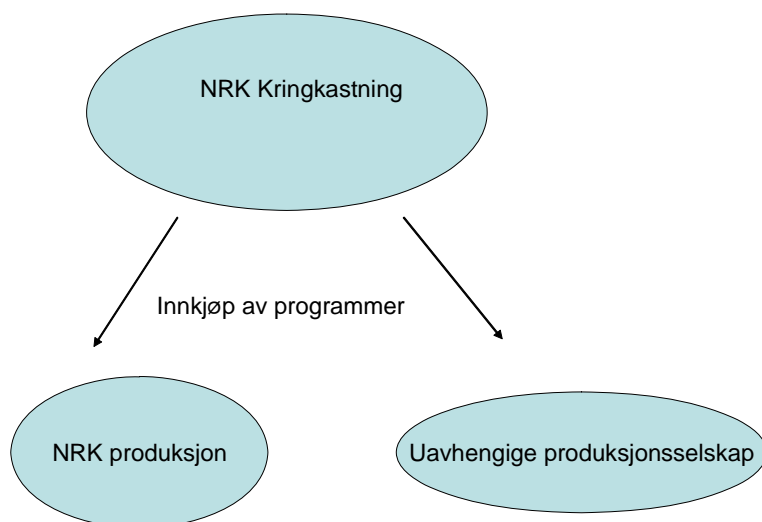 NRK Kringkastning
Innkjøp av programmer
NRK produksjon
Uavhengige produksjonsselskap